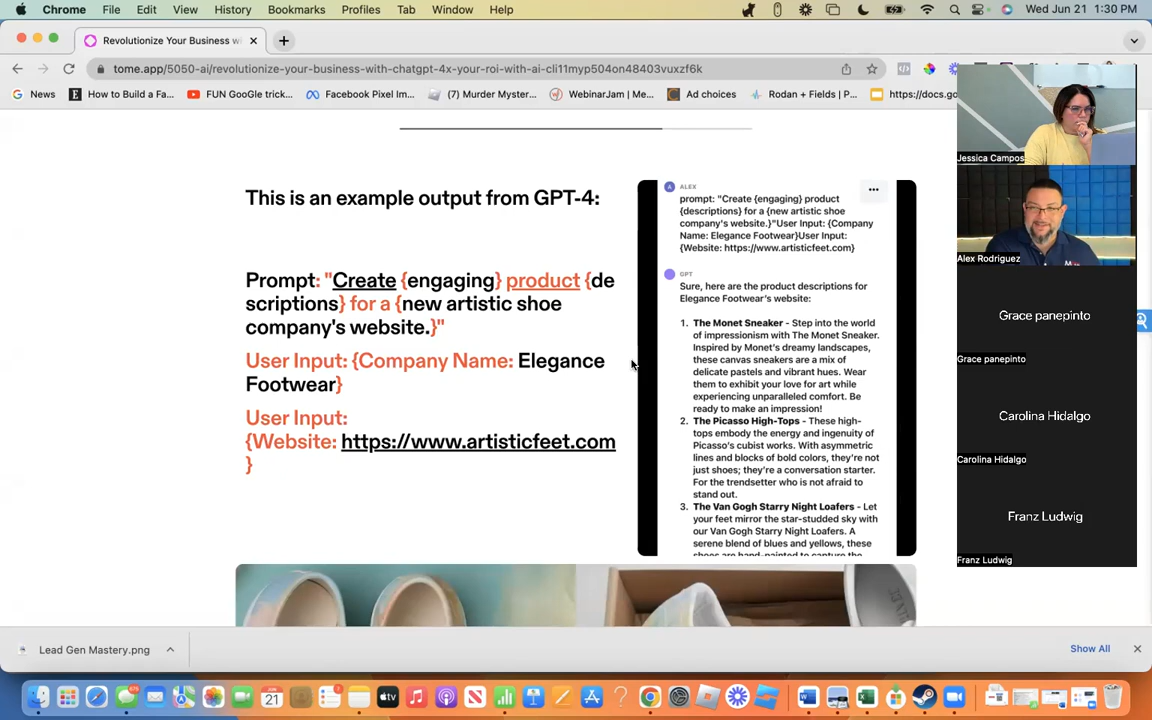 Chrome File Edit View History Bookmarks Profiles Tab Window Help Wed Jun 21 1:30 PM
Revolutionize Your Business wi
tome.app/5050-ai/revolutionize-your-business-with-chatgpt-4x-your-roi-with-ai-cli11myp504on48403vuxzf6k
News How to Build a Fa... FUN GooGle trick... Facebook Pixel Im... (7) Murder Myster... WebinarJam | Me... Ad choices Rodan + Fields | P... https://docs.go
This is an example output from GPT-4:
Prompt: "Create {engaging} product {de
scriptions} for a {new artistic shoe
company's website.}"
User Input: {Company Name: Elegance
Footwear}
User Input:
{Website: https://www.artisticfeet.com
}
A ALEX
prompt: "Create {engaging} product
{descriptions} for a {new artistic shoe
company's website.}"User Input: {Company
Name: Elegance Footwear}User Input:
{Website: https://www.artisticfeet.com}
GPT
Sure, here are the product descriptions for
Elegance Footwear's website:
1. The Monet Sneaker - Step into the world
of impressionism with The Monet Sneaker.
Inspired by Monet's dreamy landscapes,
these canvas sneakers are a mix of
delicate pastels and vibrant hues. Wear
them to exhibit your love for art while
experiencing unparalleled comfort. Be
ready to make an impression!
2. The Picasso High-Tops - These high-
tops embody the energy and ingenuity of
Picasso's cubist works. With asymmetric
lines and blocks of bold colors, they're not
just shoes; they're a conversation starter.
For the trendsetter who is not afraid to
stand out.
3. The Van Gogh Starry Night Loafers - Let
your feet mirror the star-studded sky with
our Van Gogh Starry Night Loafers. A
serene blend of blues and yellows, these
shoes are hand-painted to capture the
Jessica Campos
Alex Rodriguez
Grace panepinto
Grace panepinto
Carolina Hidalgo
Carolina Hidalgo
Franz Ludwig
Franz Ludwig
Lead Gen Mastery.png
Show All